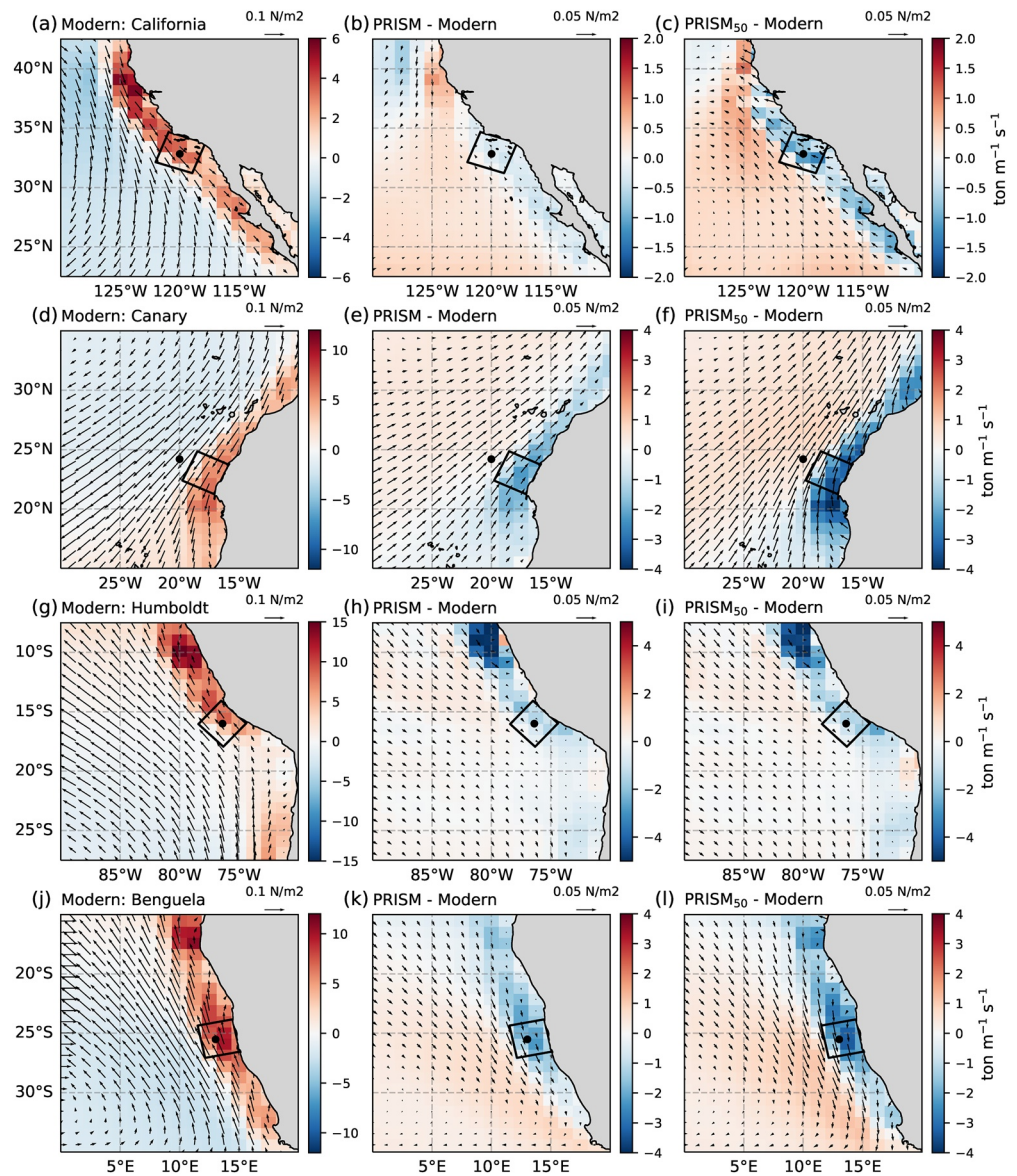 (a) Modern: California 0.1 N/m2
(b) PRISM - Modern 0.05 N/m2
(c) PRISM₅₀ - Modern 0.05 N/m2
40°N
35°N
30°N
25°N
125°W 120°W 115°W
6
4
2
0
−2
−4
−6
125°W 120°W 115°W
2.0
1.5
1.0
0.5
0.0
−0.5
−1.0
−1.5
−2.0
125°W 120°W 115°W
2.0
1.5
1.0
0.5
0.0
−0.5
−1.0
−1.5
−2.0
ton m⁻¹ s⁻¹
(d) Modern: Canary 0.1 N/m2
(e) PRISM - Modern 0.05 N/m2
(f) PRISM₅₀ - Modern 0.05 N/m2
30°N
25°N
20°N
25°W 20°W 15°W
10
5
0
−5
−10
25°W 20°W 15°W
4
3
2
1
0
−1
−2
−3
−4
25°W 20°W 15°W
4
3
2
1
0
−1
−2
−3
−4
ton m⁻¹ s⁻¹
(g) Modern: Humboldt 0.1 N/m2
(h) PRISM - Modern 0.05 N/m2
(i) PRISM₅₀ - Modern 0.05 N/m2
10°S
15°S
20°S
25°S
85°W 80°W 75°W
15
10
5
0
−5
−10
−15
85°W 80°W 75°W
4
2
0
−2
−4
85°W 80°W 75°W
4
2
0
−2
−4
ton m⁻¹ s⁻¹
(j) Modern: Benguela 0.1 N/m2
(k) PRISM - Modern 0.05 N/m2
(l) PRISM₅₀ - Modern 0.05 N/m2
20°S
25°S
30°S
5°E 10°E 15°E
10
5
0
−5
−10
5°E 10°E 15°E
4
3
2
1
0
−1
−2
−3
−4
5°E 10°E 15°E
4
3
2
1
0
−1
−2
−3
−4
ton m⁻¹ s⁻¹